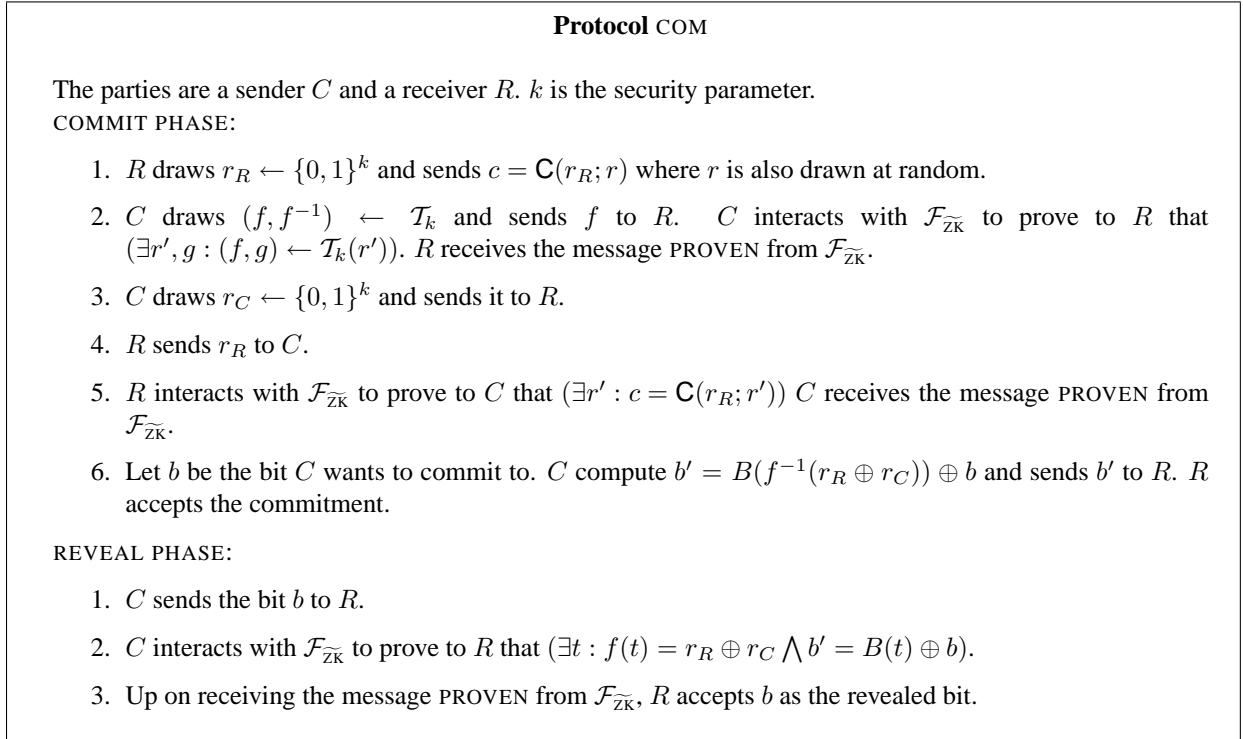 Protocol COM
The parties are a sender C and a receiver R. k is the security parameter.
COMMIT PHASE:
1. R draws r_R ← {0, 1}^k and sends c = C(r_R; r) where r is also drawn at random.
2. C draws (f, f^{-1}) ← 𝒯_k and sends f to R. C interacts with ℱ_{\widetilde{ZK}} to prove to R that
(∃r′, g : (f, g) ← 𝒯_k(r′)). R receives the message PROVEN from ℱ_{\widetilde{ZK}}.
3. C draws r_C ← {0, 1}^k and sends it to R.
4. R sends r_R to C.
5. R interacts with ℱ_{\widetilde{ZK}} to prove to C that (∃r′ : c = C(r_R; r′)) C receives the message PROVEN from
ℱ_{\widetilde{ZK}}.
6. Let b be the bit C wants to commit to. C compute b′ = B(f^{-1}(r_R ⊕ r_C)) ⊕ b and sends b′ to R. R
accepts the commitment.
REVEAL PHASE:
1. C sends the bit b to R.
2. C interacts with ℱ_{\widetilde{ZK}} to prove to R that (∃t : f(t) = r_R ⊕ r_C ⋀ b′ = B(t) ⊕ b).
3. Up on receiving the message PROVEN from ℱ_{\widetilde{ZK}}, R accepts b as the revealed bit.